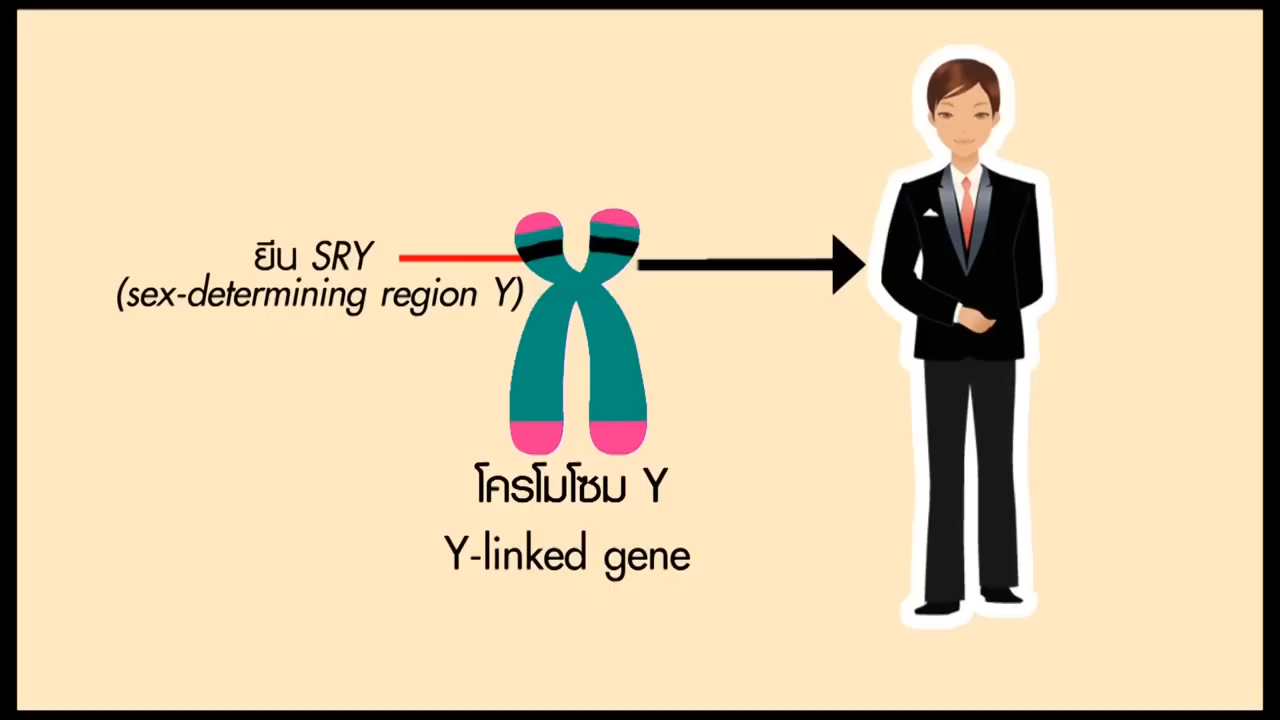 ยีน SRY
(sex-determining region Y)
โครโมโซม Y
Y-linked gene